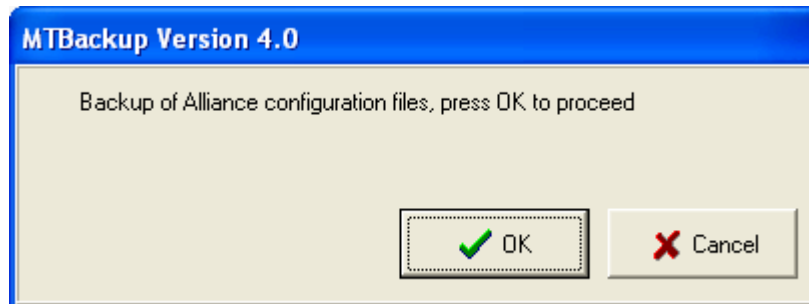 MTBackup Version 4.0
Backup of Alliance configuration files, press OK to proceed
OK
Cancel